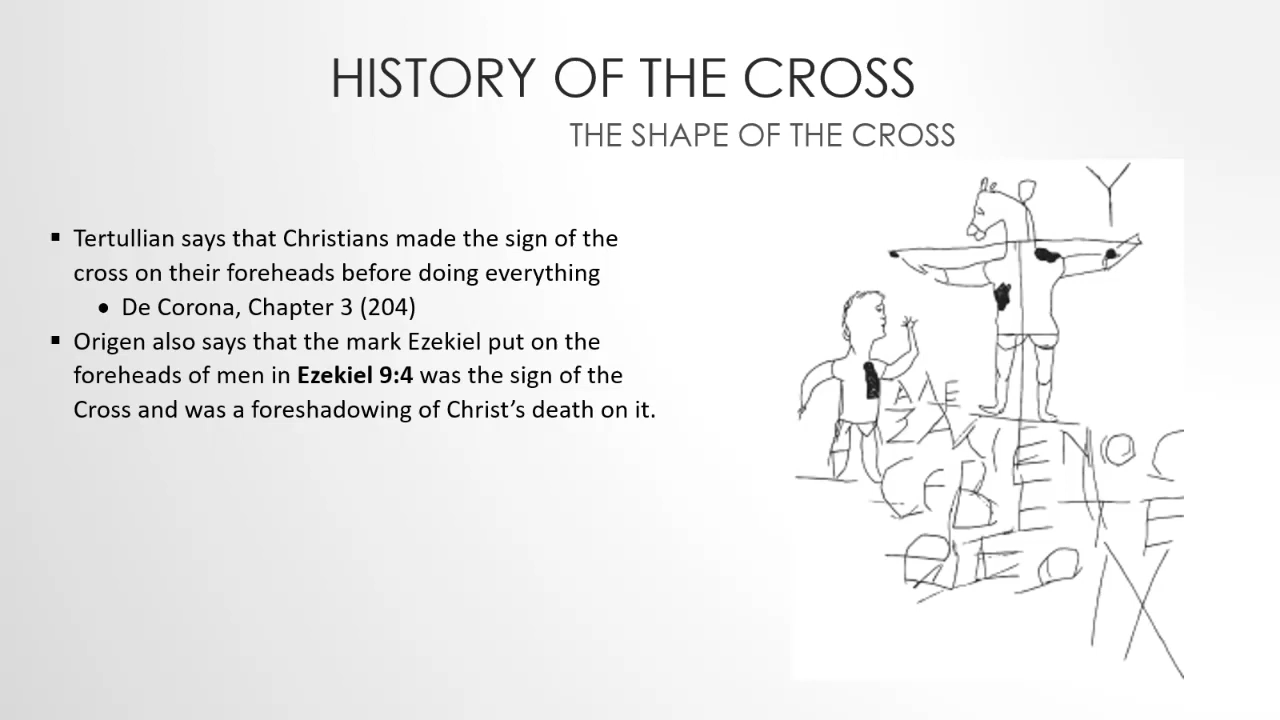 HISTORY OF THE CROSS
THE SHAPE OF THE CROSS
▪ Tertullian says that Christians made the sign of the
cross on their foreheads before doing everything
• De Corona, Chapter 3 (204)
▪ Origen also says that the mark Ezekiel put on the
foreheads of men in Ezekiel 9:4 was the sign of the
Cross and was a foreshadowing of Christ’s death on it.
Υ
ΑΛΕ
ΞΑΜΕΝΟϹ
ϹΕΒΕΤΕ
ΘΕΟΝ